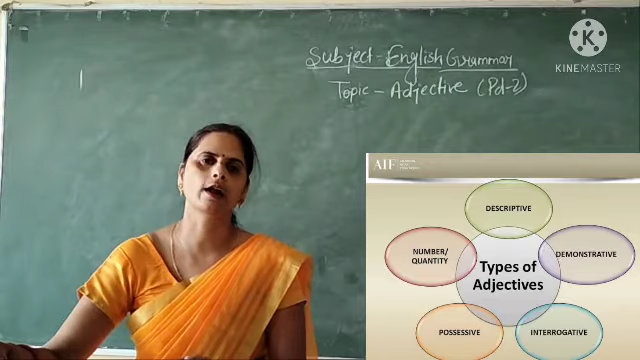 Subject - English Grammar
Topic - Adjective (Pd-2)
KINEMASTER
AIF
DESCRIPTIVE
NUMBER/
QUANTITY
DEMONSTRATIVE
Types of
Adjectives
POSSESSIVE
INTERROGATIVE